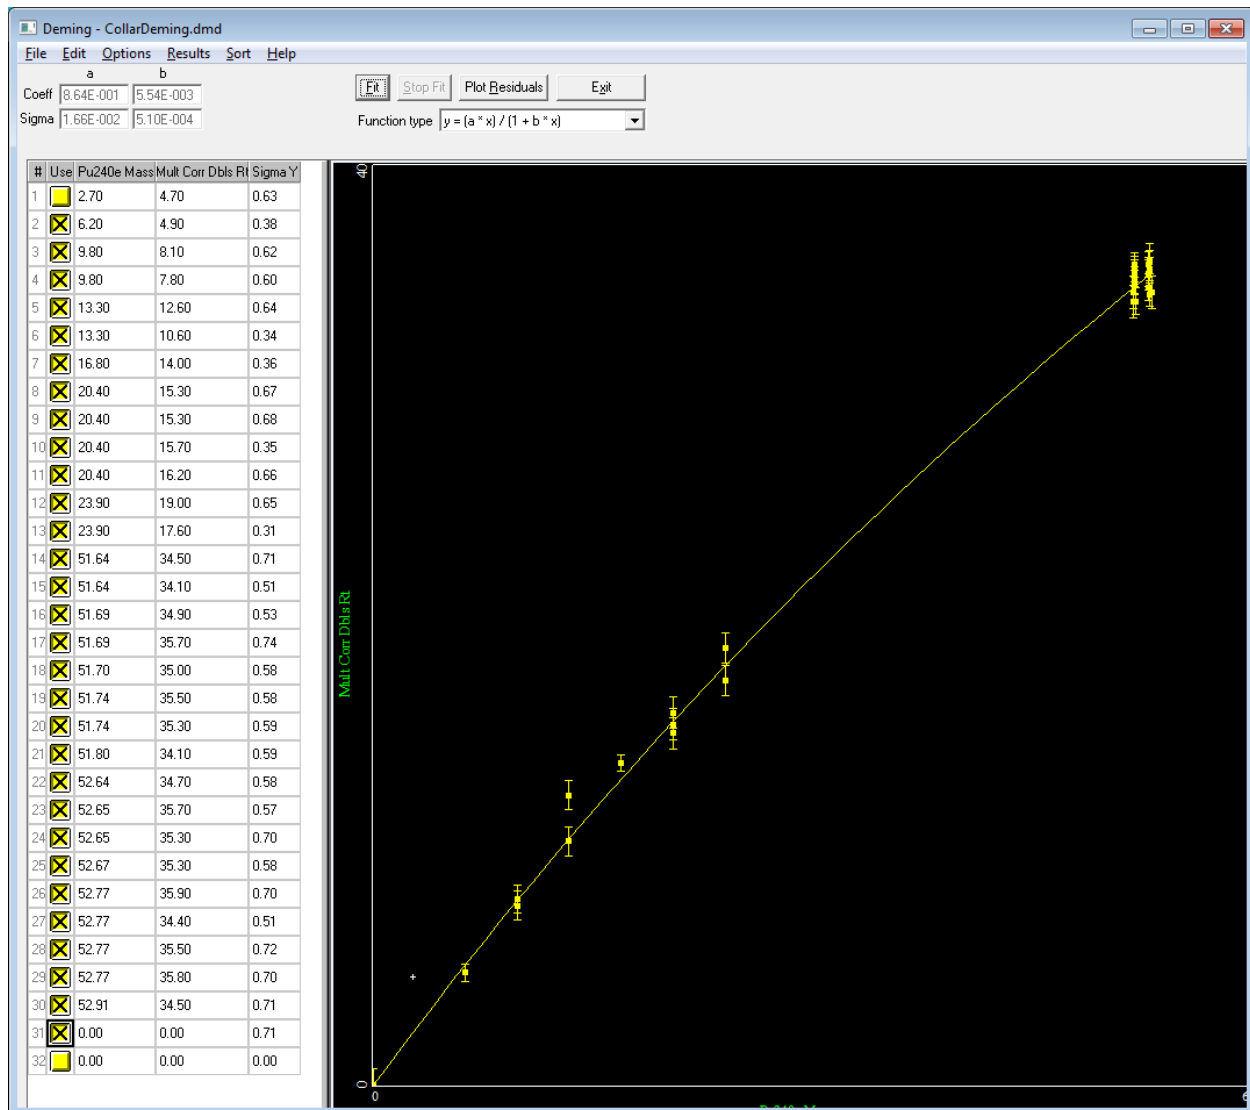 Deming - CollarDeming.dmd
File Edit Options Results Sort Help
a b
Coeff 8.64E-001 5.54E-003
Sigma 1.66E-002 5.10E-004
Fit Stop Fit Plot Residuals Exit
Function type y = (a * x) / (1 + b * x)
# Use Pu240e Mass Mult Corr Dbls Rt Sigma Y
1 2.70 4.70 0.63
2 6.20 4.90 0.38
3 9.80 8.10 0.62
4 9.80 7.80 0.60
5 13.30 12.60 0.64
6 13.30 10.60 0.34
7 16.80 14.00 0.36
8 20.40 15.30 0.67
9 20.40 15.30 0.68
10 20.40 15.70 0.35
11 20.40 16.20 0.66
12 23.90 19.00 0.65
13 23.90 17.60 0.31
14 51.64 34.50 0.71
15 51.64 34.10 0.51
16 51.69 34.90 0.53
17 51.69 35.70 0.74
18 51.70 35.00 0.58
19 51.74 35.50 0.58
20 51.74 35.30 0.59
21 51.80 34.10 0.59
22 52.64 34.70 0.58
23 52.65 35.70 0.57
24 52.65 35.30 0.70
25 52.67 35.30 0.58
26 52.77 35.90 0.70
27 52.77 34.40 0.51
28 52.77 35.50 0.72
29 52.77 35.80 0.70
30 52.91 34.50 0.71
31 0.00 0.00 0.71
32 0.00 0.00 0.00
40
Mult Corr Dbls Rt
0
0
6